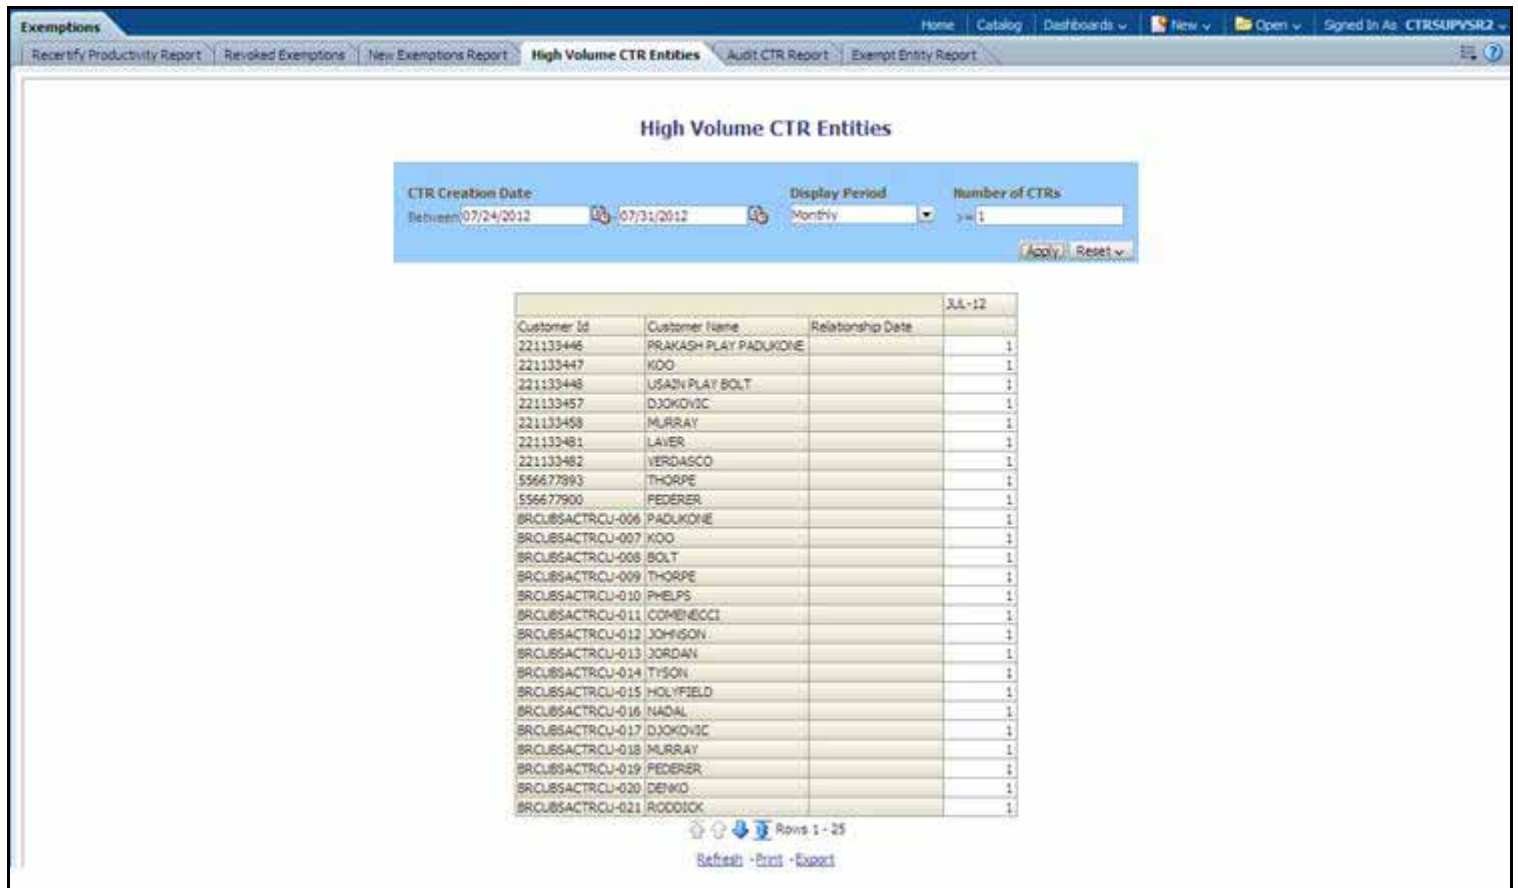 Exemptions Home Catalog Dashboards New Open Signed In As CTRSUPVSR2
Recertify Productivity Report Revoked Exemptions New Exemptions Report High Volume CTR Entities Audit CTR Report Exempt Entity Report
High Volume CTR Entities
CTR Creation Date Display Period Number of CTRs
Between 07/24/2012 - 07/31/2012 Monthly >= 1
Apply Reset
JUL-12
Customer Id Customer Name Relationship Date
221133446 PRAKASH PLAY PADUKONE 1
221133447 KOO 1
221133448 USAIN PLAY BOLT 1
221133457 DJOKOVIC 1
221133458 MURRAY 1
221133481 LAVER 1
221133482 VERDASCO 1
556677893 THORPE 1
556677900 FEDERER 1
BRCUBSACTRCU-006 PADUKONE 1
BRCUBSACTRCU-007 KOO 1
BRCUBSACTRCU-008 BOLT 1
BRCUBSACTRCU-009 THORPE 1
BRCUBSACTRCU-010 PHELPS 1
BRCUBSACTRCU-011 COMENECCI 1
BRCUBSACTRCU-012 JOHNSON 1
BRCUBSACTRCU-013 JORDAN 1
BRCUBSACTRCU-014 TYSON 1
BRCUBSACTRCU-015 HOLYFIELD 1
BRCUBSACTRCU-016 NADAL 1
BRCUBSACTRCU-017 DJOKOVIC 1
BRCUBSACTRCU-018 MURRAY 1
BRCUBSACTRCU-019 FEDERER 1
BRCUBSACTRCU-020 DENKO 1
BRCUBSACTRCU-021 RODDICK 1
Rows 1 - 25
Refresh - Print - Export